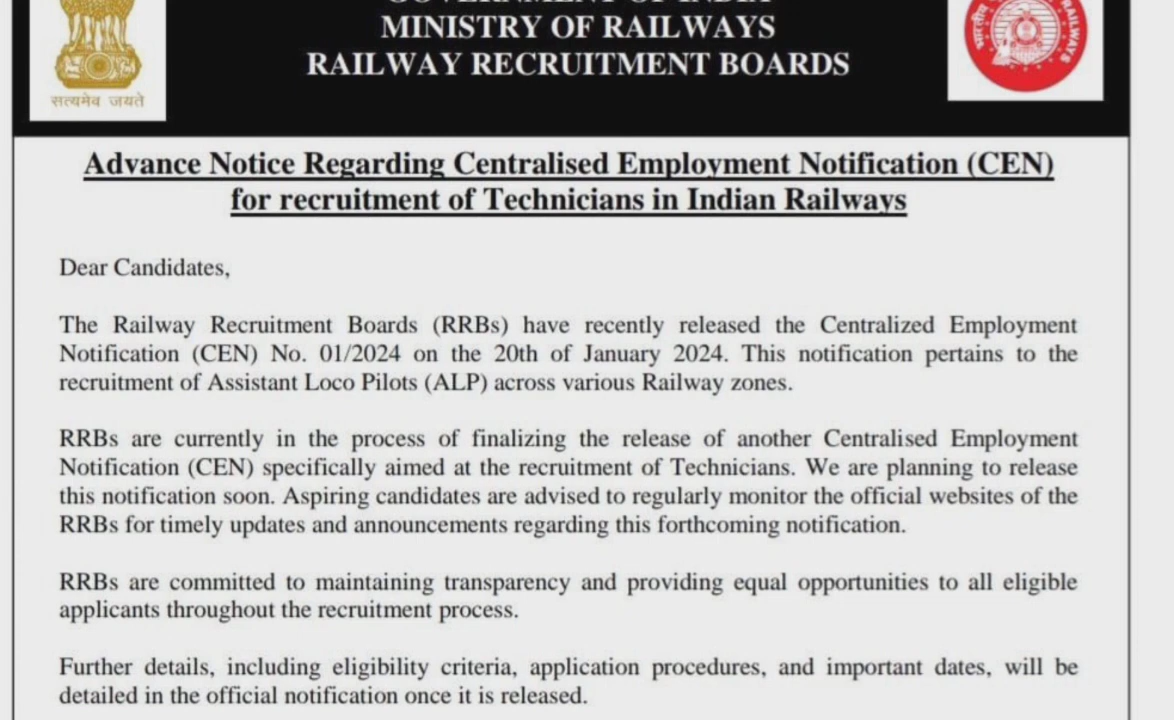 GOVERNMENT OF INDIA
MINISTRY OF RAILWAYS
RAILWAY RECRUITMENT BOARDS
सत्यमेव जयते
भारतीय
RAILWAYS
Advance Notice Regarding Centralised Employment Notification (CEN)
for recruitment of Technicians in Indian Railways
Dear Candidates,
The Railway Recruitment Boards (RRBs) have recently released the Centralized Employment
Notification (CEN) No. 01/2024 on the 20th of January 2024. This notification pertains to the
recruitment of Assistant Loco Pilots (ALP) across various Railway zones.
RRBs are currently in the process of finalizing the release of another Centralised Employment
Notification (CEN) specifically aimed at the recruitment of Technicians. We are planning to release
this notification soon. Aspiring candidates are advised to regularly monitor the official websites of the
RRBs for timely updates and announcements regarding this forthcoming notification.
RRBs are committed to maintaining transparency and providing equal opportunities to all eligible
applicants throughout the recruitment process.
Further details, including eligibility criteria, application procedures, and important dates, will be
detailed in the official notification once it is released.